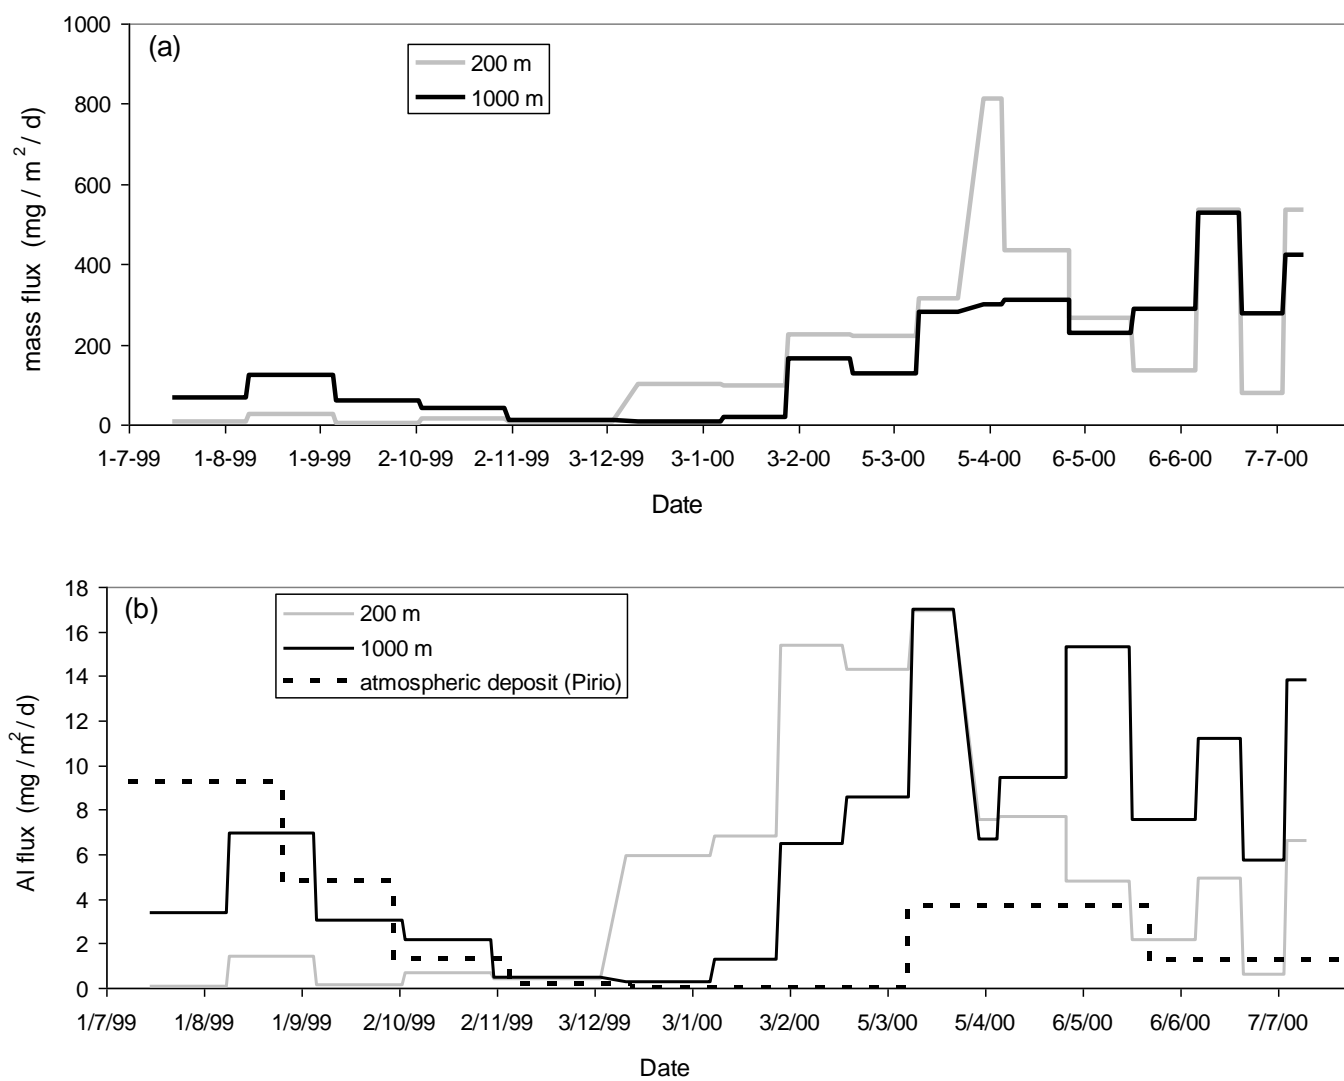 (a)
200 m
1000 m
mass flux (mg / m² / d)
1000
800
600
400
200
0
1-7-99 1-8-99 1-9-99 2-10-99 2-11-99 3-12-99 3-1-00 3-2-00 5-3-00 5-4-00 6-5-00 6-6-00 7-7-00
Date
(b)
200 m
1000 m
atmospheric deposit (Pirio)
Al flux (mg / m² / d)
18
16
14
12
10
8
6
4
2
0
1/7/99 1/8/99 1/9/99 2/10/99 2/11/99 3/12/99 3/1/00 3/2/00 5/3/00 5/4/00 6/5/00 6/6/00 7/7/00
Date